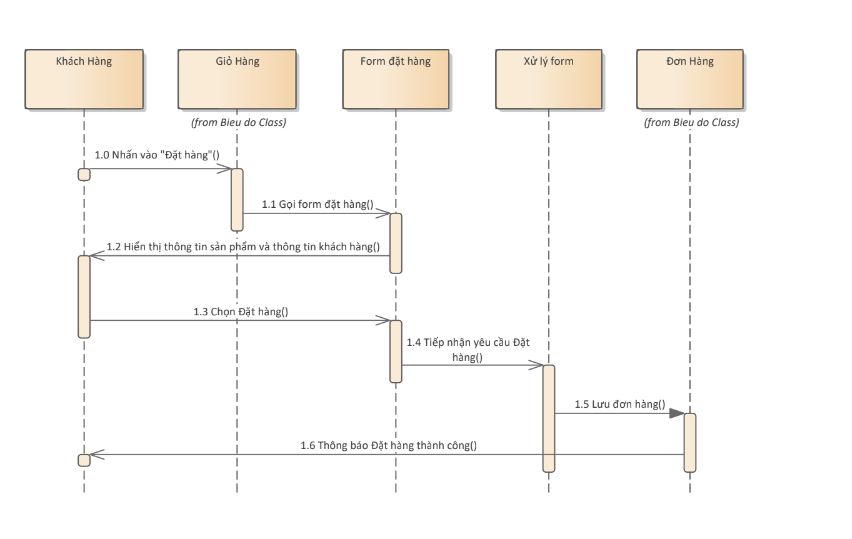 Khách Hàng
Giỏ Hàng
Form đặt hàng
Xử lý form
Đơn Hàng
(from Bieu do Class)
(from Bieu do Class)
1.0 Nhấn vào "Đặt hàng"()
1.1 Gọi form đặt hàng()
1.2 Hiển thị thông tin sản phẩm và thông tin khách hàng()
1.3 Chọn Đặt hàng()
1.4 Tiếp nhận yêu cầu Đặt
hàng()
1.5 Lưu đơn hàng()
1.6 Thông báo Đặt hàng thành công()